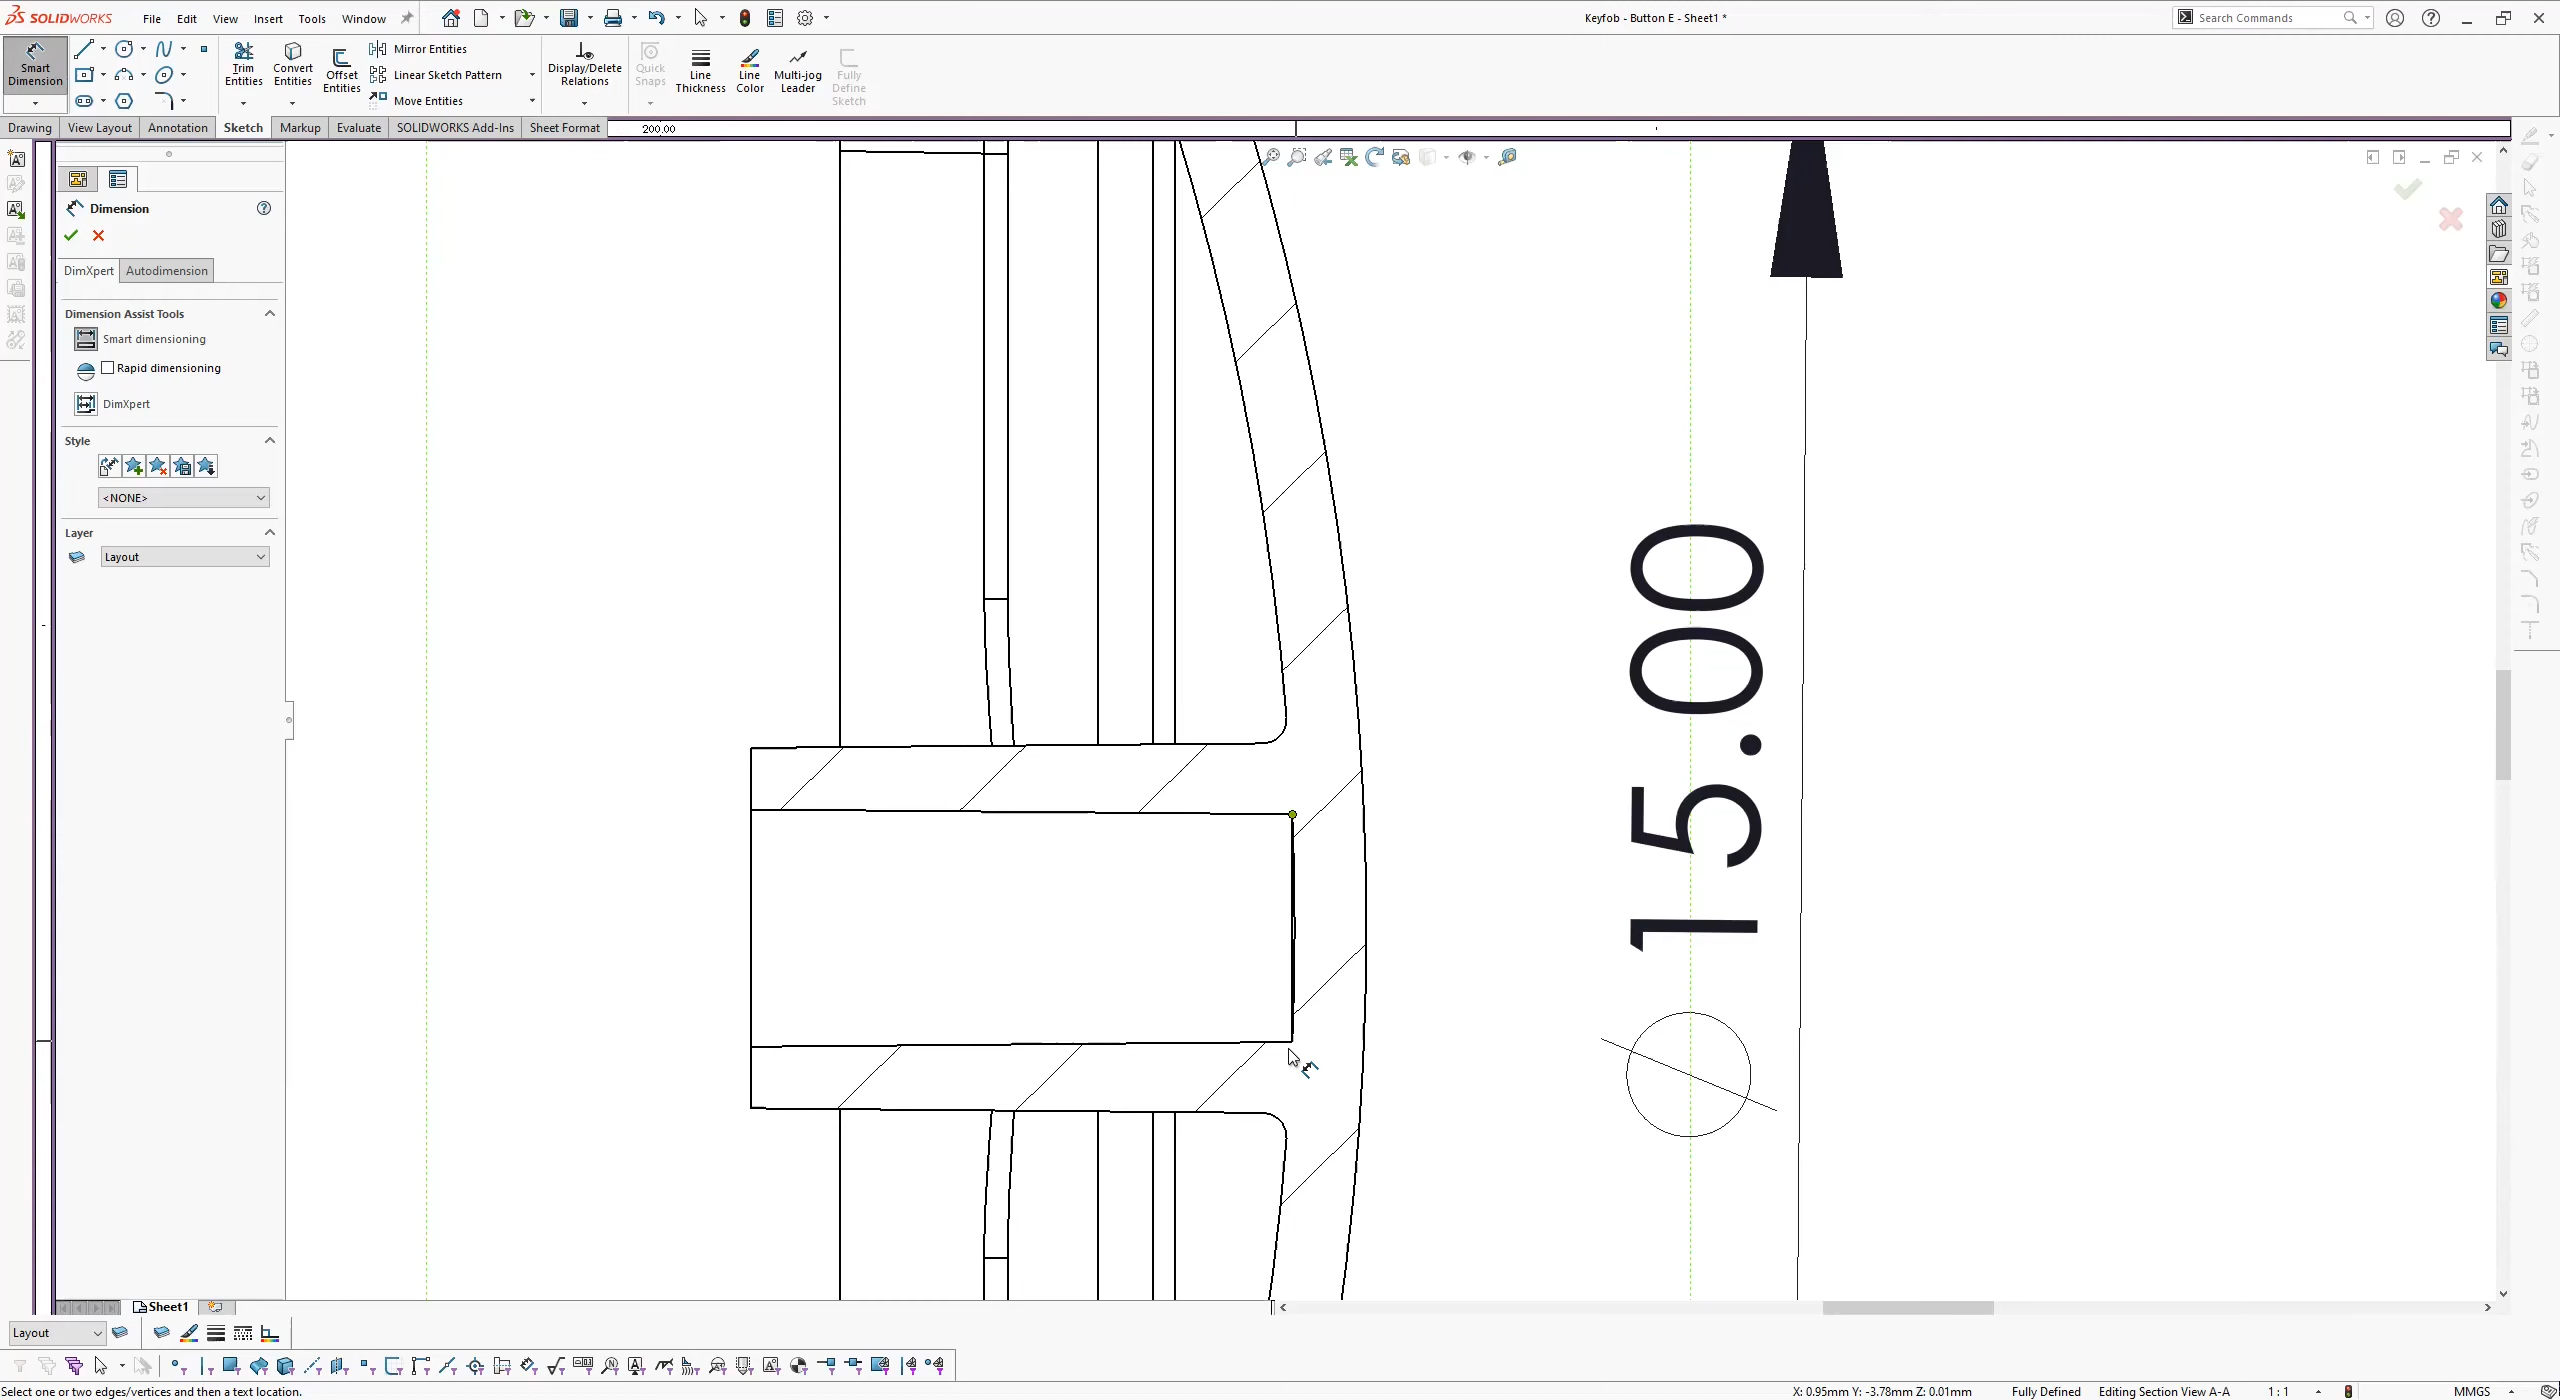 SOLIDWORKS
File Edit View Insert Tools Window
Keyfob - Button E - Sheet1 *
Search Commands
Smart Dimension
Trim Entities
Convert Entities
Offset Entities
Mirror Entities
Linear Sketch Pattern
Move Entities
Display/Delete Relations
Quick Snaps
Line Thickness
Line Color
Multi-jog Leader
Fully Define Sketch
Drawing View Layout Annotation Sketch Markup Evaluate SOLIDWORKS Add-Ins Sheet Format
200.00
Dimension
DimXpert Autodimension
Dimension Assist Tools
Smart dimensioning
Rapid dimensioning
DimXpert
Style
<NONE>
Layer
Layout
⌀ 15.00
Sheet1
Layout
Select one or two edges/vertices and then a text location.
X: 0.95mm Y: -3.78mm Z: 0.01mm
Fully Defined
Editing Section View A-A
1 : 1
MMGS